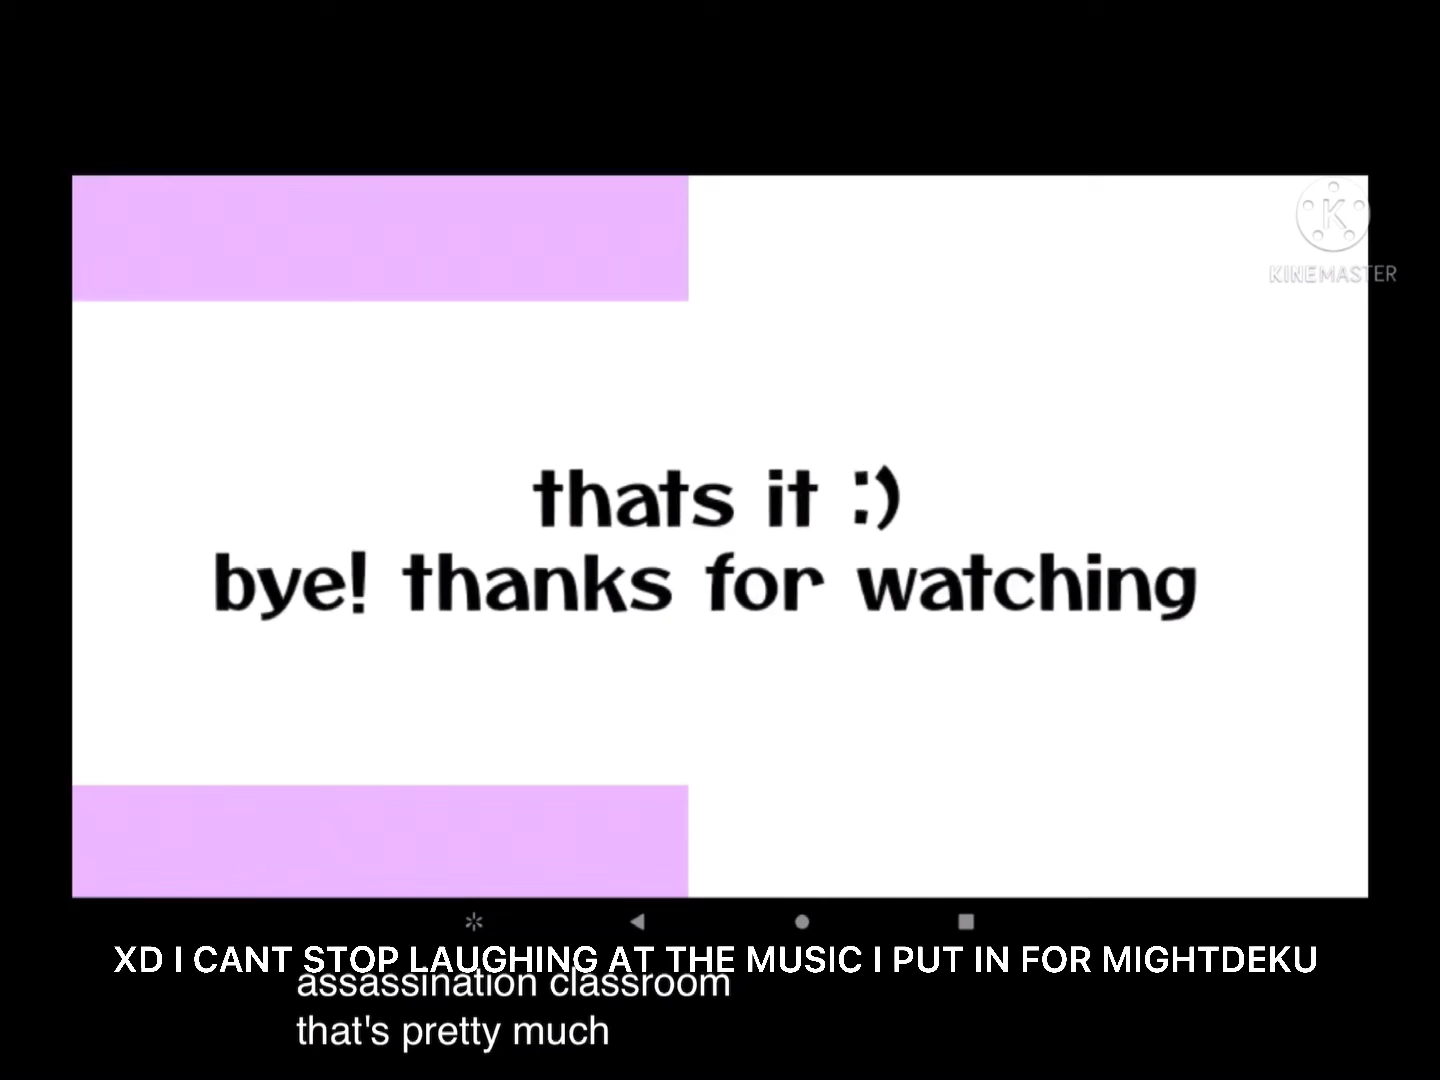 K
KINEMASTER
thats it :)
bye! thanks for watching
XD I CANT STOP LAUGHING AT THE MUSIC I PUT IN FOR MIGHTDEKU
assassination classroom
that's pretty much